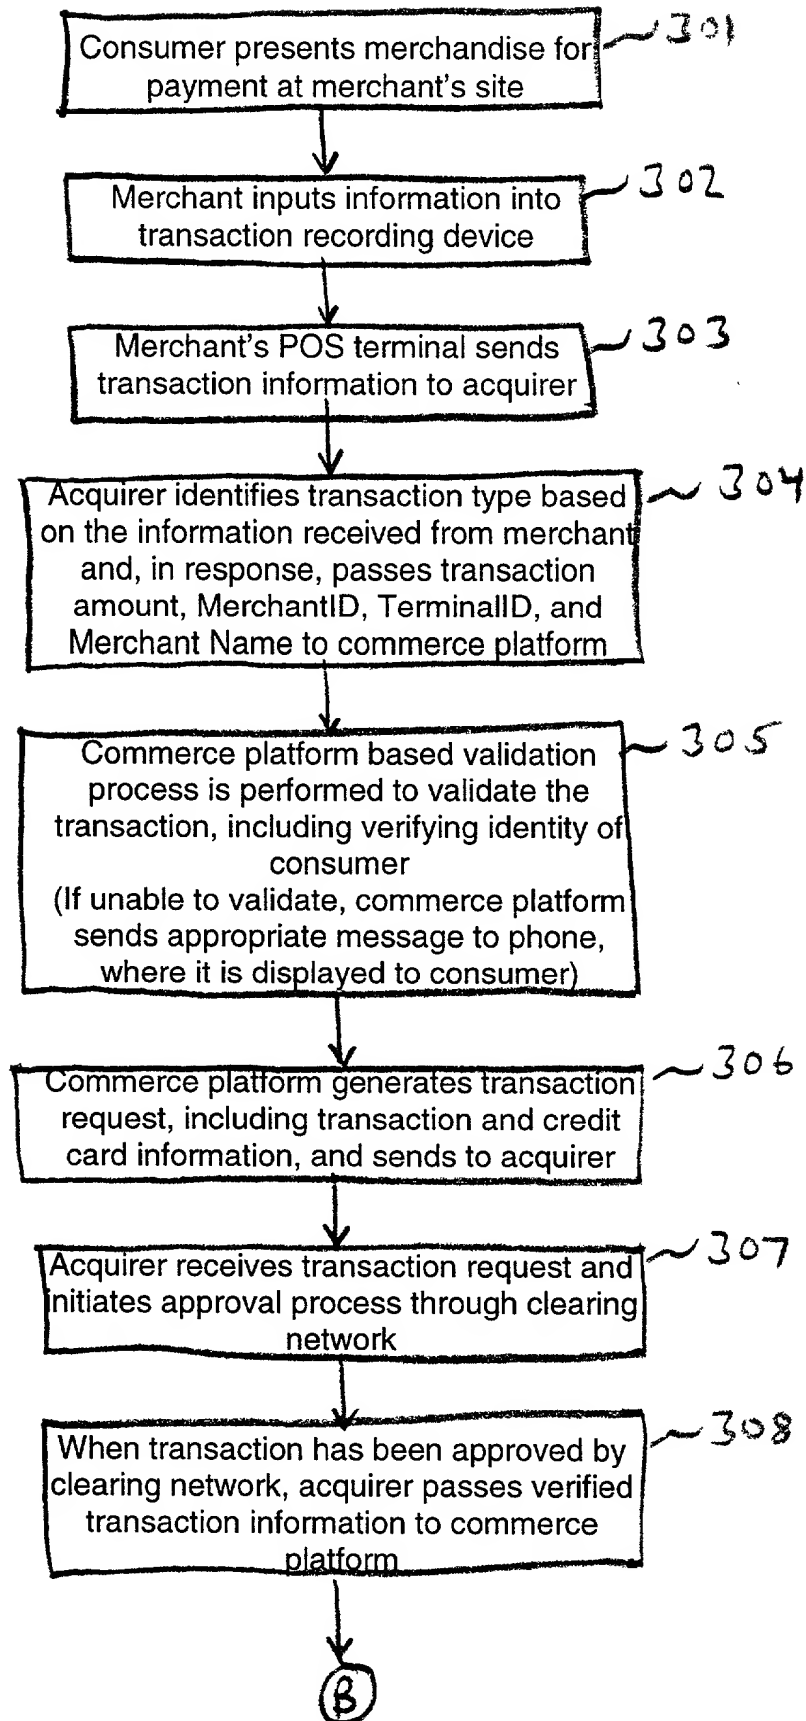 Consumer presents merchandise for
payment at merchant's site
301
Merchant inputs information into
transaction recording device
302
Merchant's POS terminal sends
transaction information to acquirer
303
Acquirer identifies transaction type based
on the information received from merchant
and, in response, passes transaction
amount, MerchantID, TerminalID, and
Merchant Name to commerce platform
304
Commerce platform based validation
process is performed to validate the
transaction, including verifying identity of
consumer
(If unable to validate, commerce platform
sends appropriate message to phone,
where it is displayed to consumer)
305
Commerce platform generates transaction
request, including transaction and credit
card information, and sends to acquirer
306
Acquirer receives transaction request and
initiates approval process through clearing
network
307
When transaction has been approved by
clearing network, acquirer passes verified
transaction information to commerce
platform
308
B